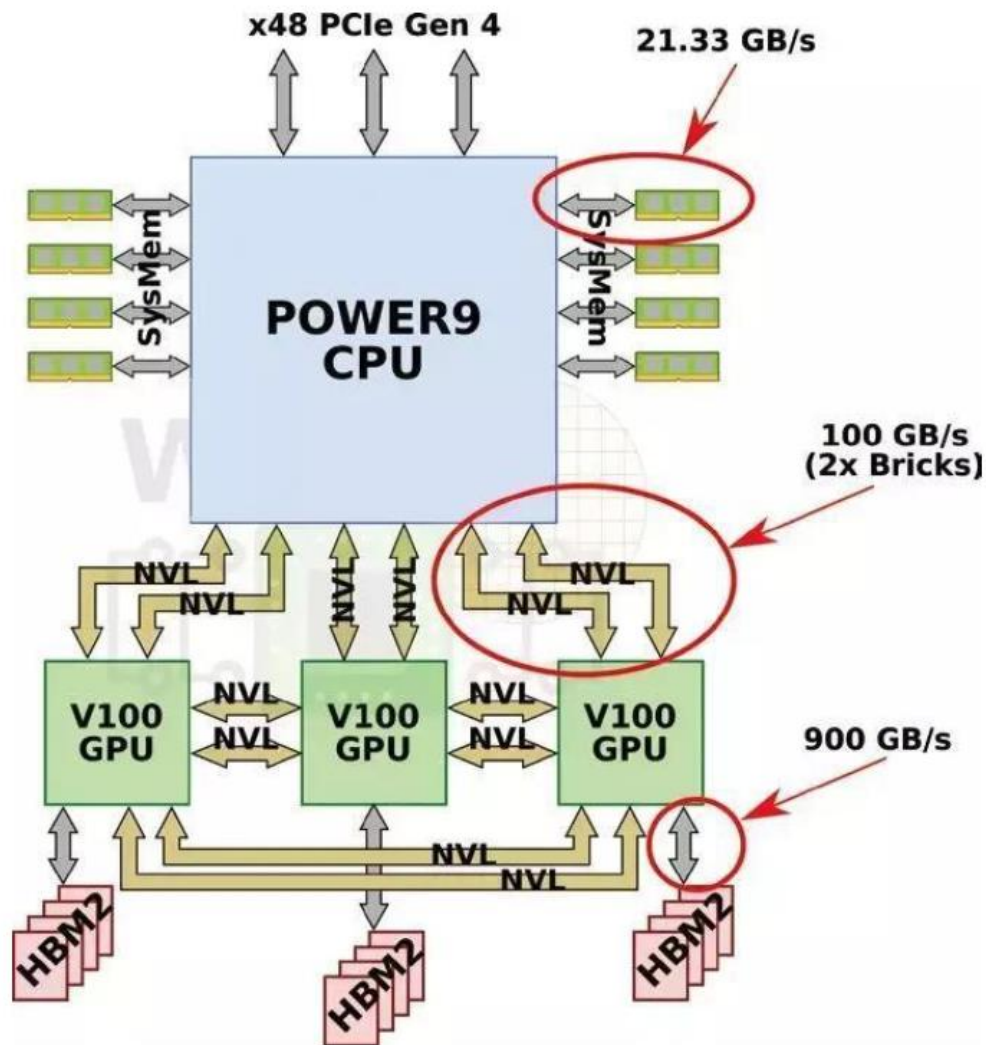 x48 PCIe Gen 4
21.33 GB/s
SysMem
SysMem
POWER9
CPU
100 GB/s
(2x Bricks)
NVL
NVL
NVL
NVL
NVL
NVL
V100
GPU
NVL
NVL
V100
GPU
NVL
NVL
V100
GPU
900 GB/s
NVL
NVL
HBM2
HBM2
HBM2